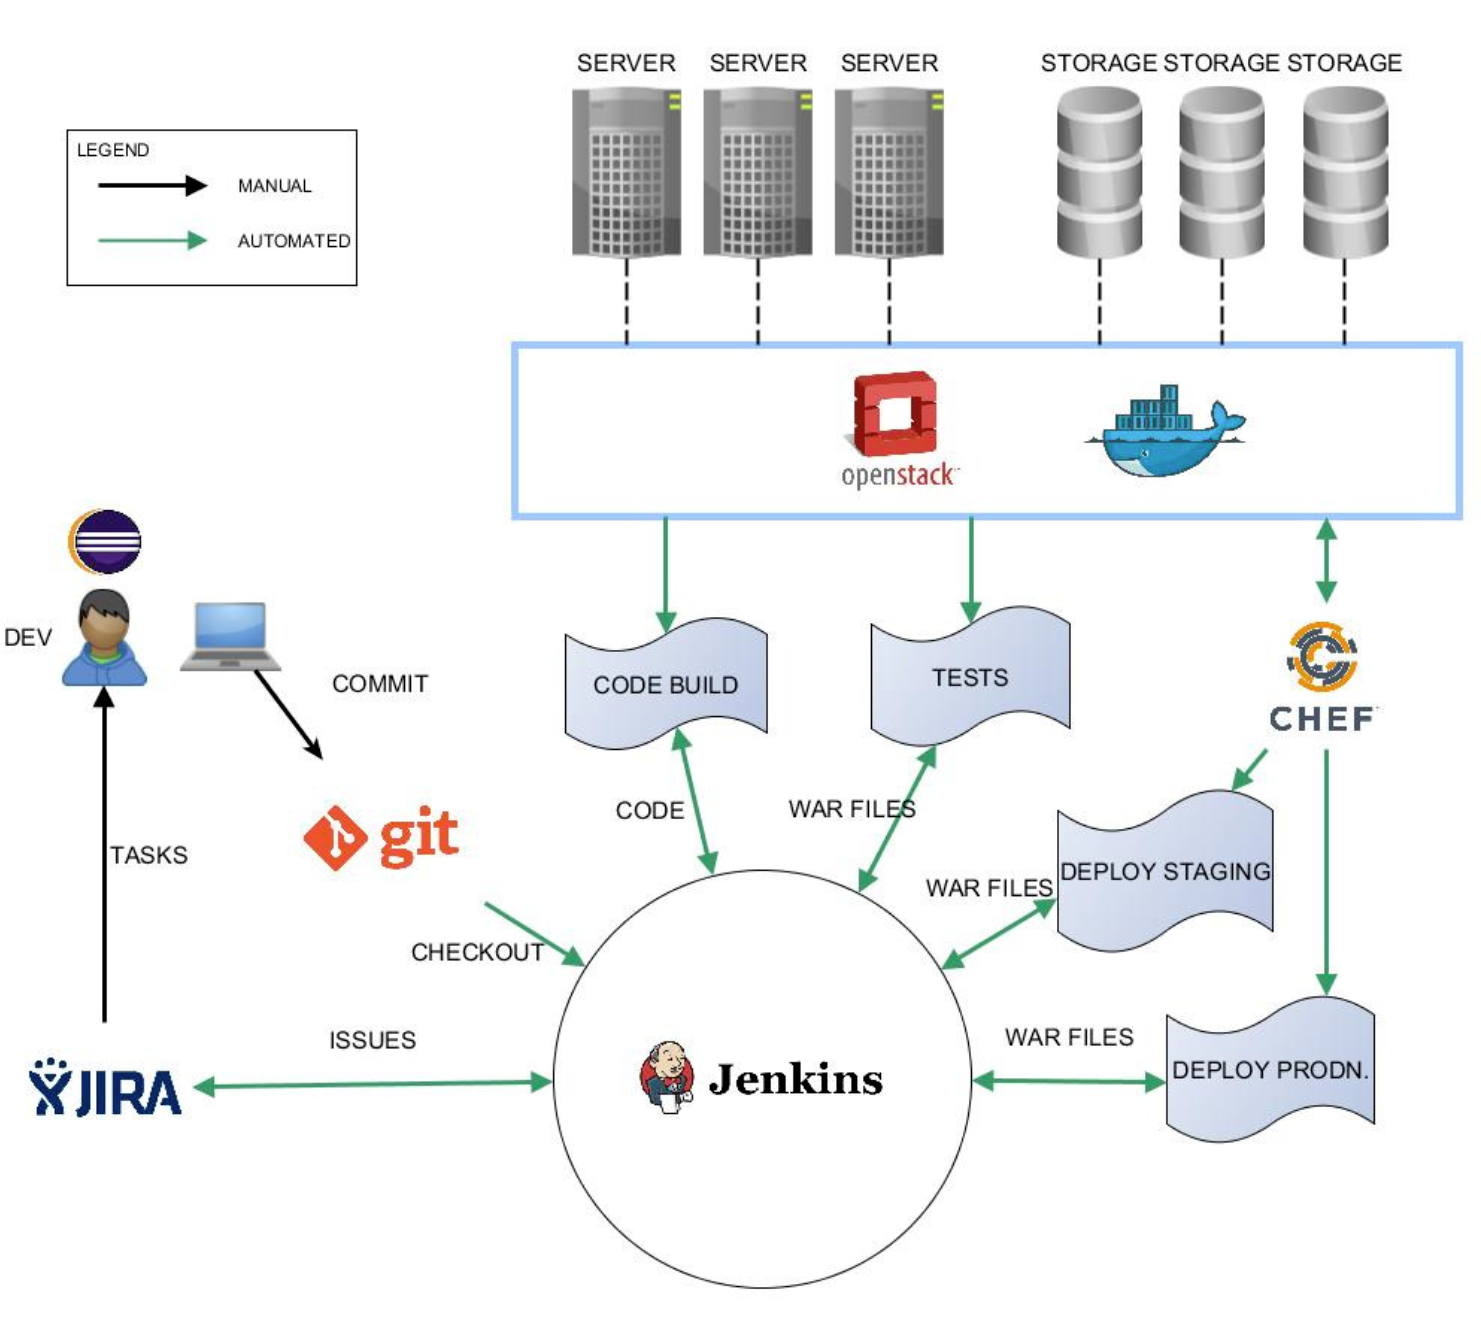 SERVER SERVER SERVER STORAGE STORAGE STORAGE
LEGEND
MANUAL
AUTOMATED
openstack
DEV
COMMIT
CODE BUILD
TESTS
CHEF
CODE
WAR FILES
git
TASKS
WAR FILES
DEPLOY STAGING
CHECKOUT
ISSUES
WAR FILES
JIRA
Jenkins
DEPLOY PRODN.